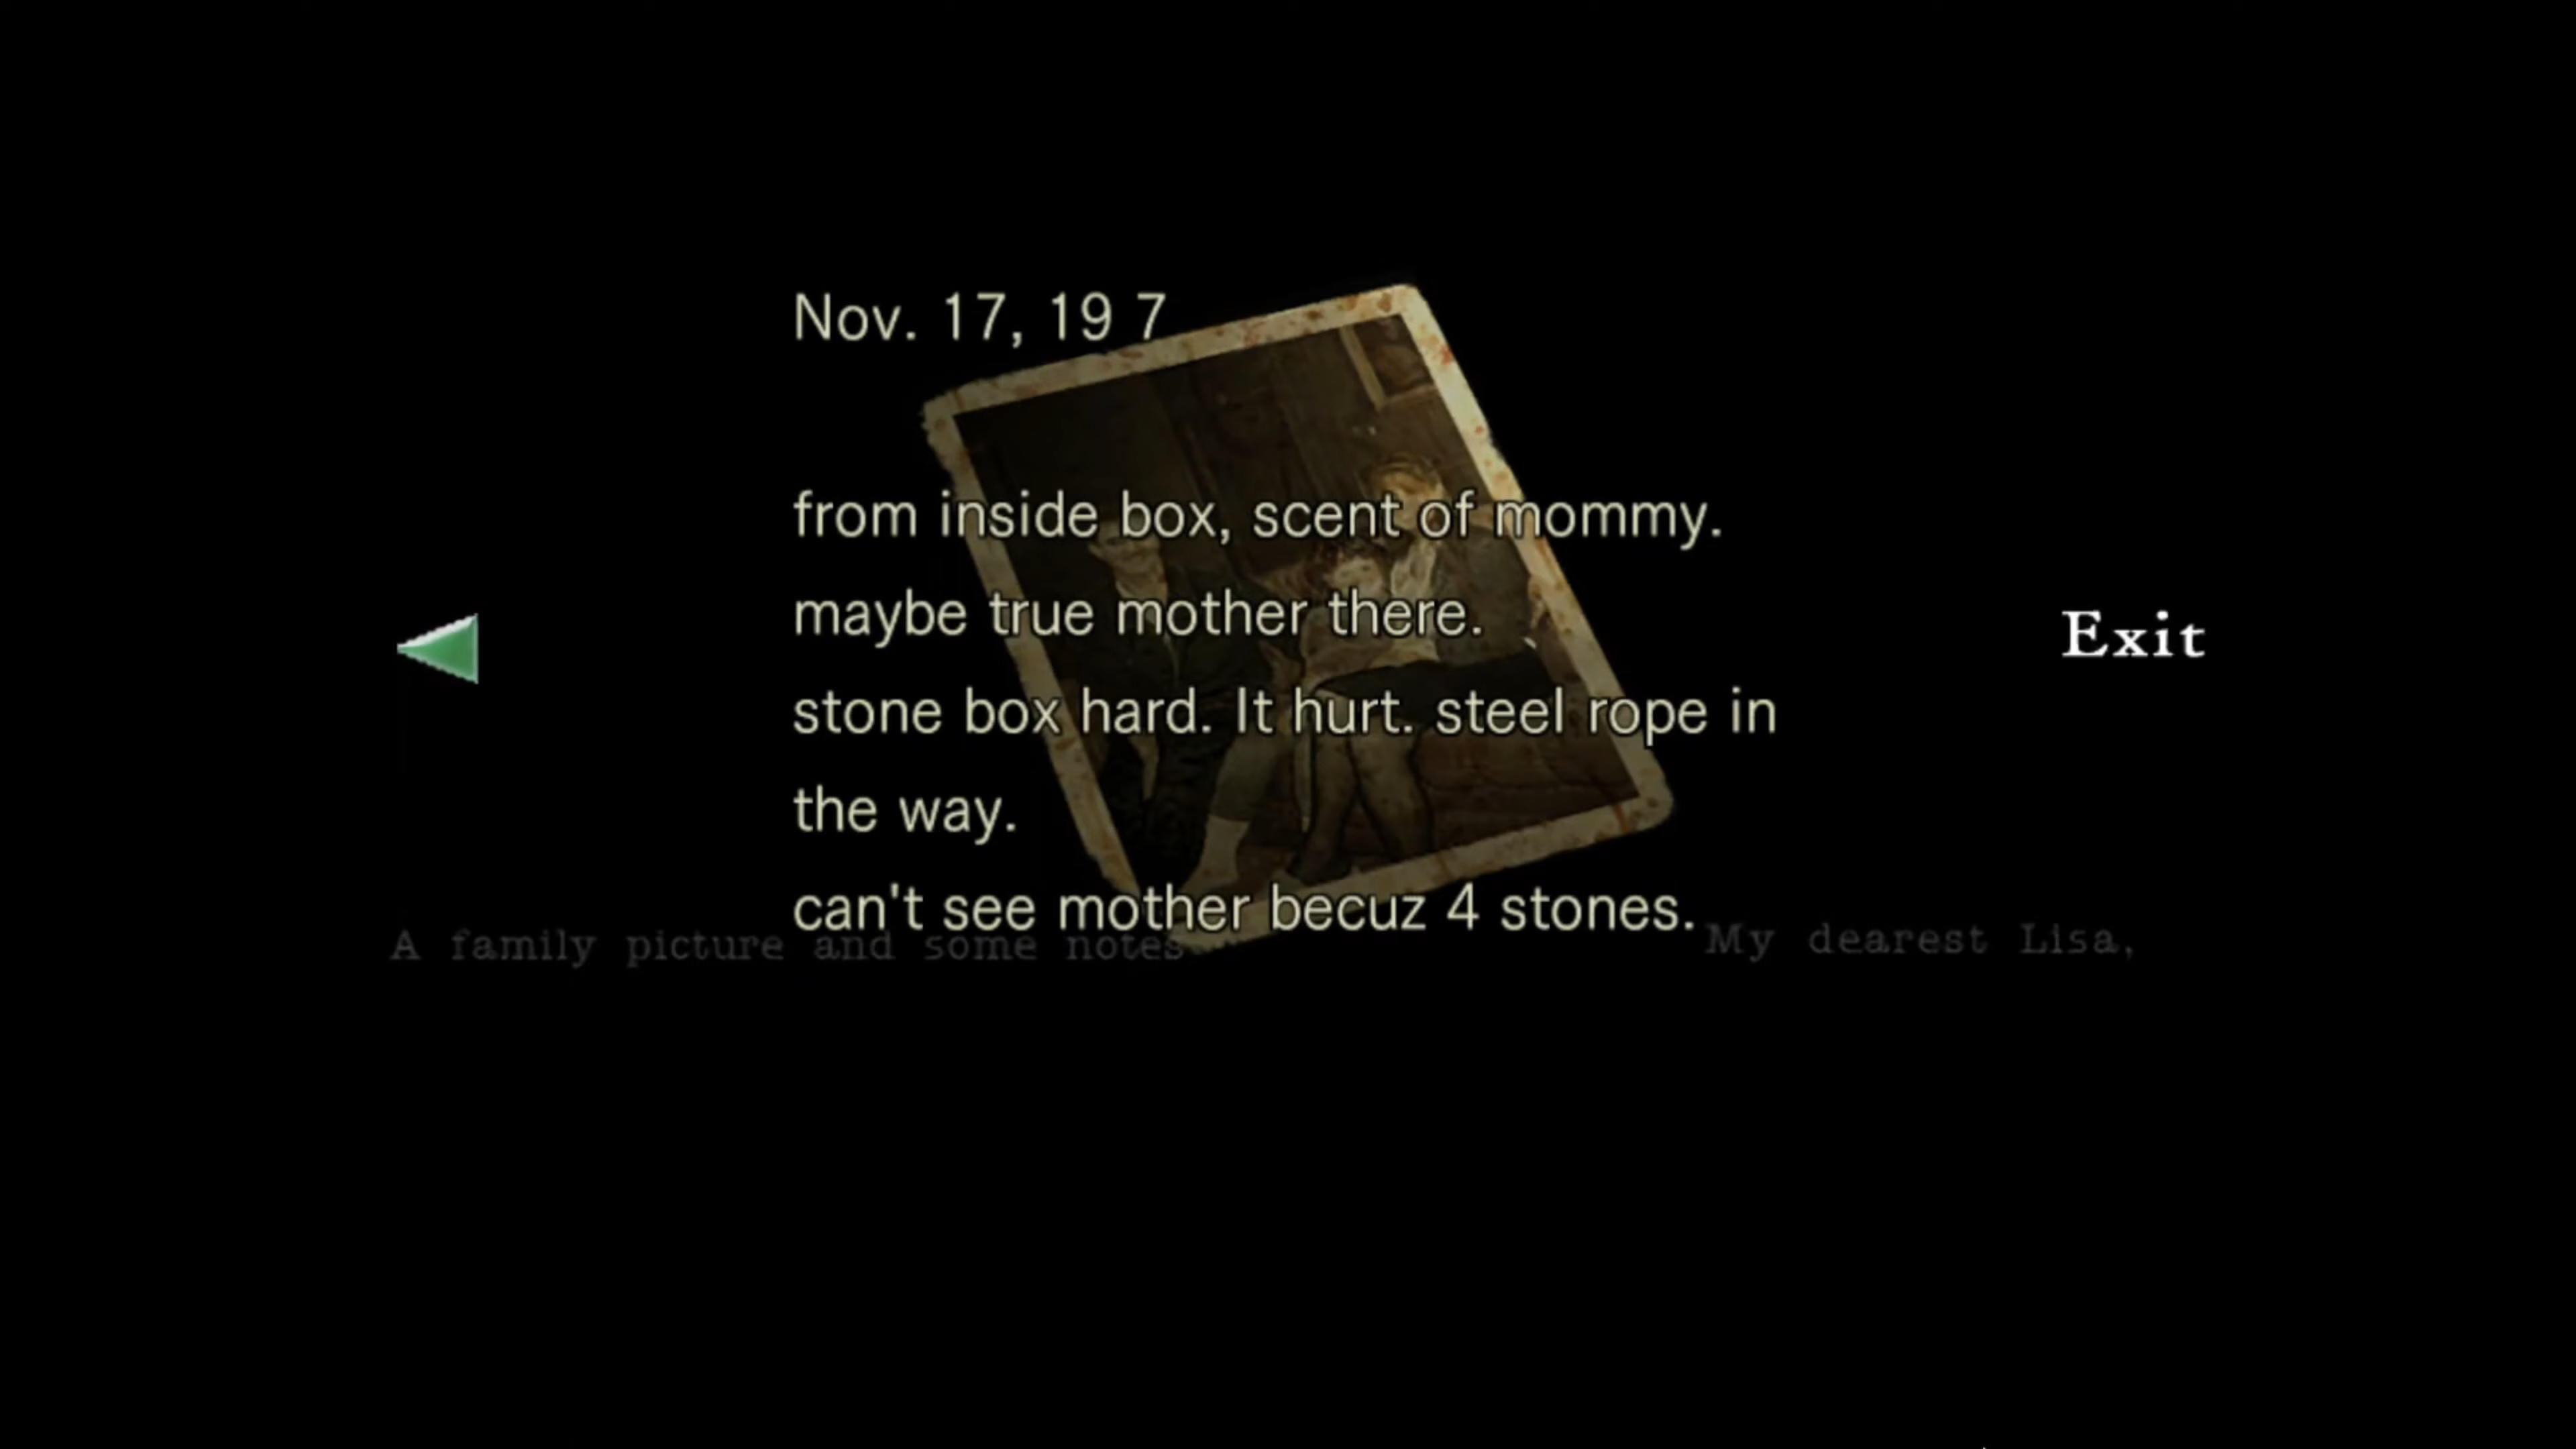 Nov. 17, 19 7
from inside box, scent of mommy.
maybe true mother there.
stone box hard. It hurt. steel rope in
the way.
can't see mother becuz 4 stones.
Exit
A family picture and some notes
My dearest Lisa,